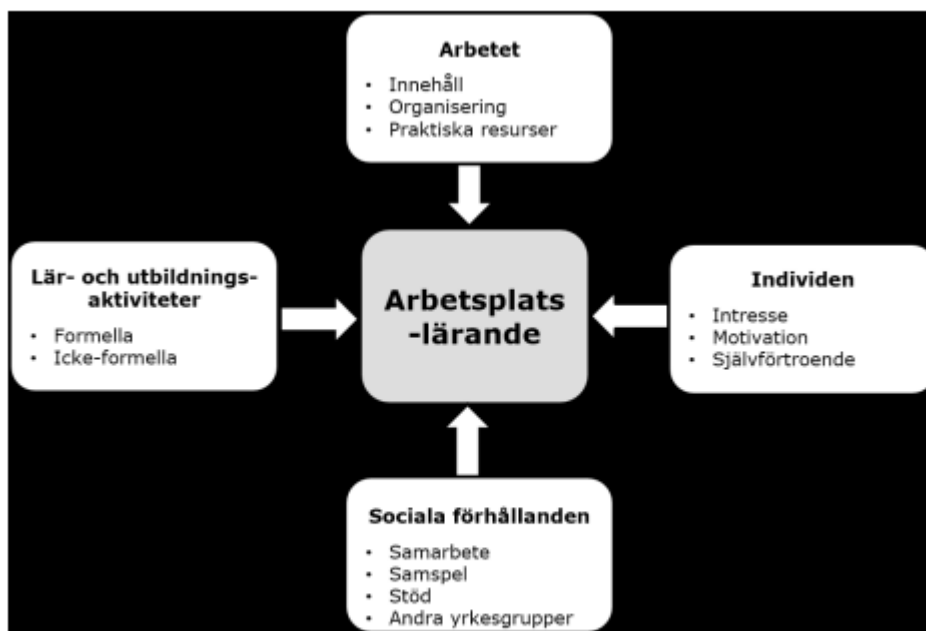 Arbetet
• Innehåll
• Organisering
• Praktiska resurser
Lär- och utbildnings-
aktiviteter
• Formella
• Icke-formella
Arbetsplats
-lärande
Individen
• Intresse
• Motivation
• Självförtroende
Sociala förhållanden
• Samarbete
• Samspel
• Stöd
• Andra yrkesgrupper